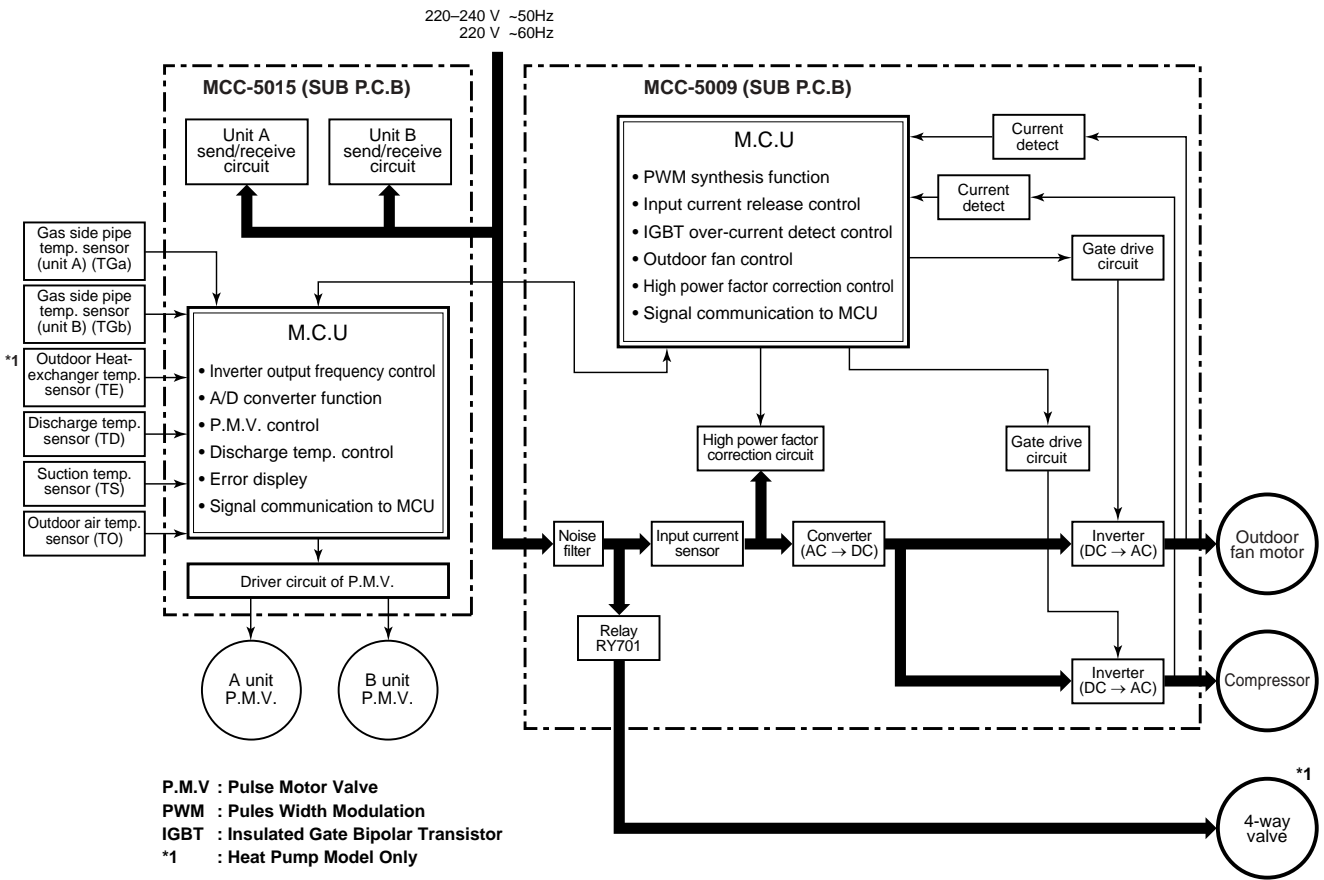 220–240 V ~50Hz
220 V ~60Hz
MCC-5015 (SUB P.C.B)
Unit A
send/receive
circuit
Unit B
send/receive
circuit
Gas side pipe
temp. sensor
(unit A) (TGa)
Gas side pipe
temp. sensor
(unit B) (TGb)
*1
Outdoor Heat-
exchanger temp.
sensor (TE)
Discharge temp.
sensor (TD)
Suction temp.
sensor (TS)
Outdoor air temp.
sensor (TO)
M.C.U
• Inverter output frequency control
• A/D converter function
• P.M.V. control
• Discharge temp. control
• Error display
• Signal communication to MCU
Driver circuit of P.M.V.
A unit
P.M.V.
B unit
P.M.V.
MCC-5009 (SUB P.C.B)
M.C.U
• PWM synthesis function
• Input current release control
• IGBT over-current detect control
• Outdoor fan control
• High power factor correction control
• Signal communication to MCU
Current
detect
Current
detect
Gate drive
circuit
High power factor
correction circuit
Gate drive
circuit
Noise
filter
Input current
sensor
Converter
(AC → DC)
Inverter
(DC → AC)
Outdoor
fan motor
Relay
RY701
Inverter
(DC → AC)
Compressor
*1
4-way
valve
P.M.V : Pulse Motor Valve
PWM : Pules Width Modulation
IGBT : Insulated Gate Bipolar Transistor
*1 : Heat Pump Model Only